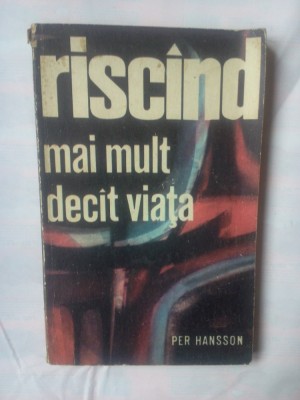 riscînd
mai mult
decît viața
PER HANSSON